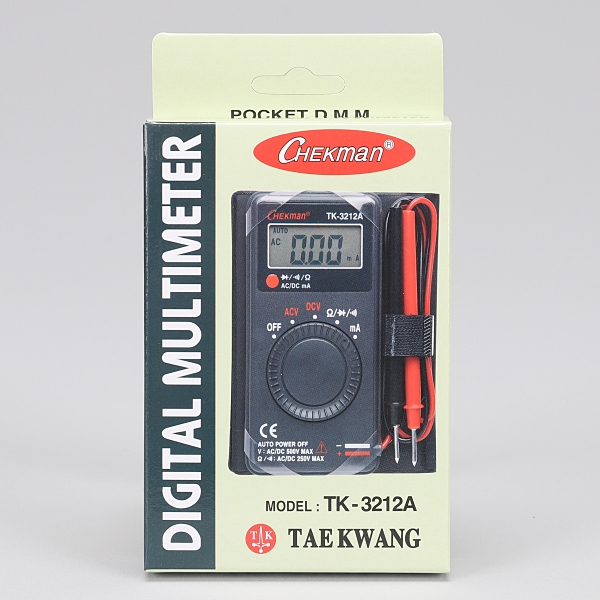 POCKET D.M.M
CHEKMAN®
DIGITAL MULTIMETER
CHEKMAN® TK-3212A
AUTO
AC 0.00 m A
Ω
AC/DC mA
OFF ACV DCV Ω mA
CE
AUTO POWER OFF
V : AC/DC 500V MAX
Ω : AC/DC 250V MAX
− +
MODEL : TK-3212A
T K TAE KWANG